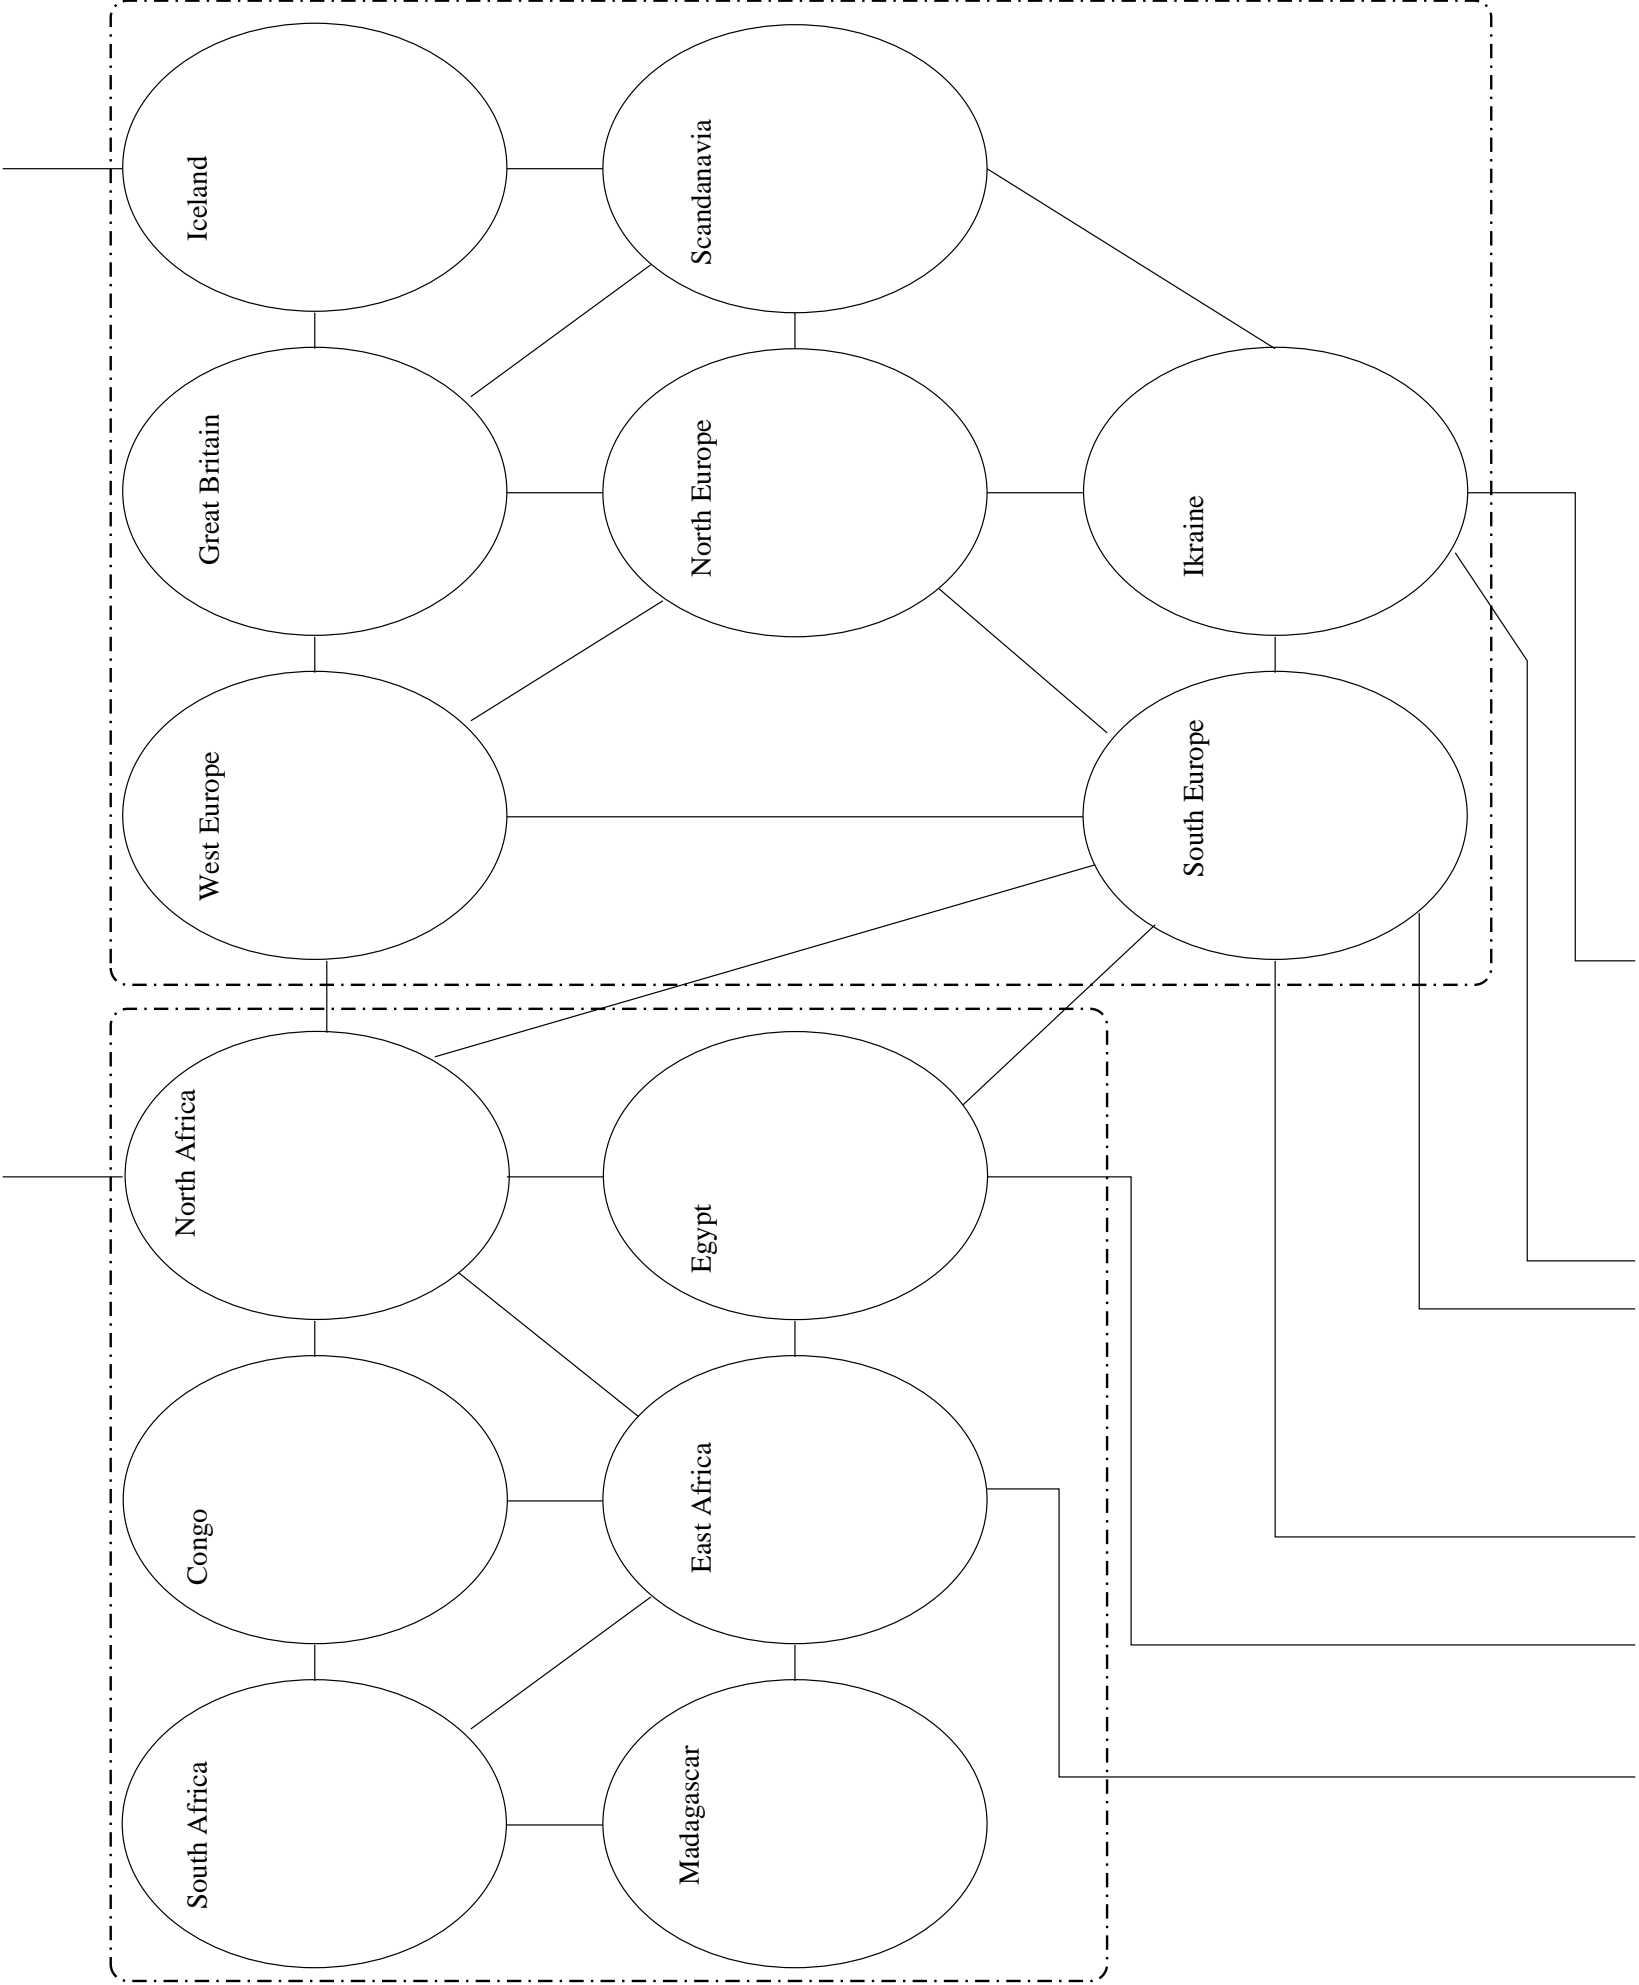 Iceland
Scandanavia
Great Britain
North Europe
Ikraine
West Europe
South Europe
North Africa
Egypt
Congo
East Africa
South Africa
Madagascar